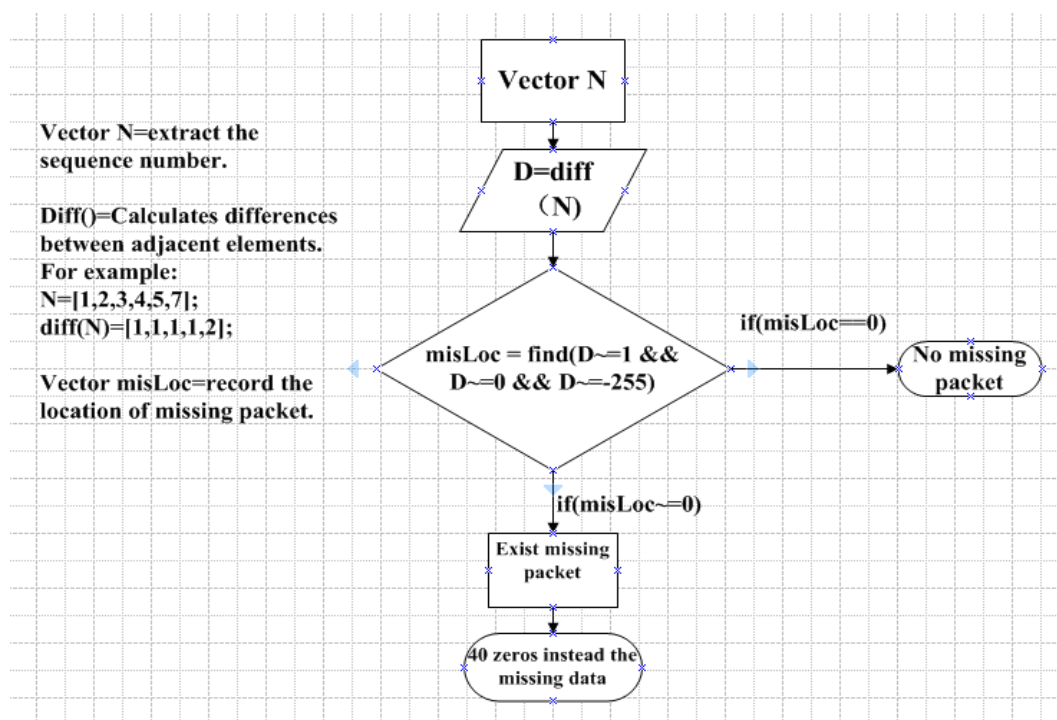 Vector N
Vector N=extract the
sequence number.
Diff()=Calculates differences
between adjacent elements.
For example:
N=[1,2,3,4,5,7];
diff(N)=[1,1,1,1,2];
Vector misLoc=record the
location of missing packet.
D=diff
（N)
misLoc = find(D~=1 &&
D~=0 && D~=-255)
if(misLoc==0)
No missing
packet
if(misLoc~=0)
Exist missing
packet
40 zeros instead the
missing data